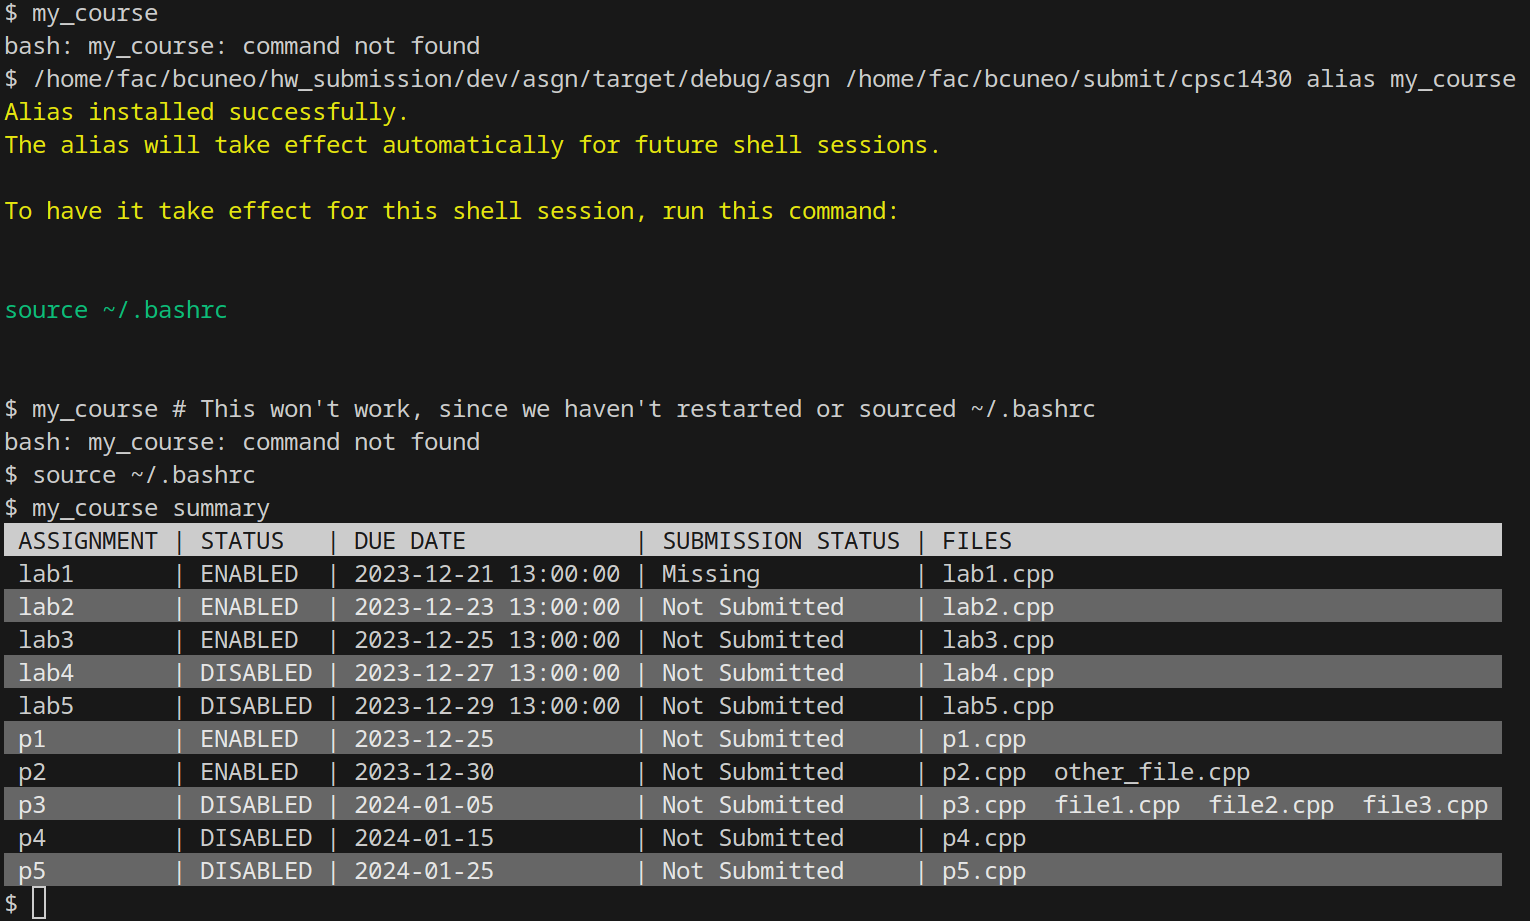 $ my_course
bash: my_course: command not found
$ /home/fac/bcuneo/hw_submission/dev/asgn/target/debug/asgn /home/fac/bcuneo/submit/cpsc1430 alias my_course
Alias installed successfully.
The alias will take effect automatically for future shell sessions.
To have it take effect for this shell session, run this command:
source ~/.bashrc
$ my_course # This won't work, since we haven't restarted or sourced ~/.bashrc
bash: my_course: command not found
$ source ~/.bashrc
$ my_course summary
ASSIGNMENT | STATUS   | DUE DATE            | SUBMISSION STATUS | FILES
lab1       | ENABLED  | 2023-12-21 13:00:00 | Missing           | lab1.cpp
lab2       | ENABLED  | 2023-12-23 13:00:00 | Not Submitted     | lab2.cpp
lab3       | ENABLED  | 2023-12-25 13:00:00 | Not Submitted     | lab3.cpp
lab4       | DISABLED | 2023-12-27 13:00:00 | Not Submitted     | lab4.cpp
lab5       | DISABLED | 2023-12-29 13:00:00 | Not Submitted     | lab5.cpp
p1         | ENABLED  | 2023-12-25          | Not Submitted     | p1.cpp
p2         | ENABLED  | 2023-12-30          | Not Submitted     | p2.cpp  other_file.cpp
p3         | DISABLED | 2024-01-05          | Not Submitted     | p3.cpp  file1.cpp  file2.cpp  file3.cpp
p4         | DISABLED | 2024-01-15          | Not Submitted     | p4.cpp
p5         | DISABLED | 2024-01-25          | Not Submitted     | p5.cpp
$